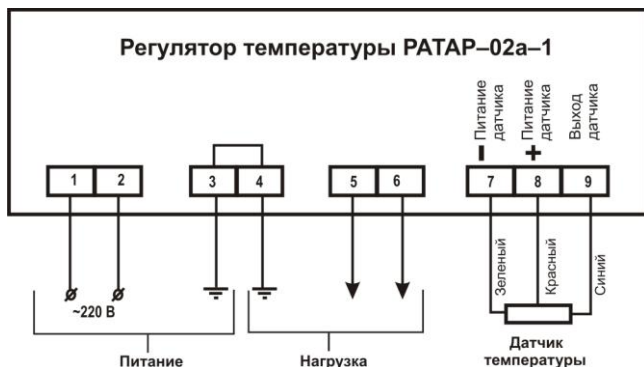 Регулятор температуры РАТАР–02а–1
– Питание
датчика
+ Питание
датчика
Выход
датчика
1 2 3 4 5 6 7 8 9
Зеленый
Красный
Синий
~220 В
Питание
Нагрузка
Датчик
температуры